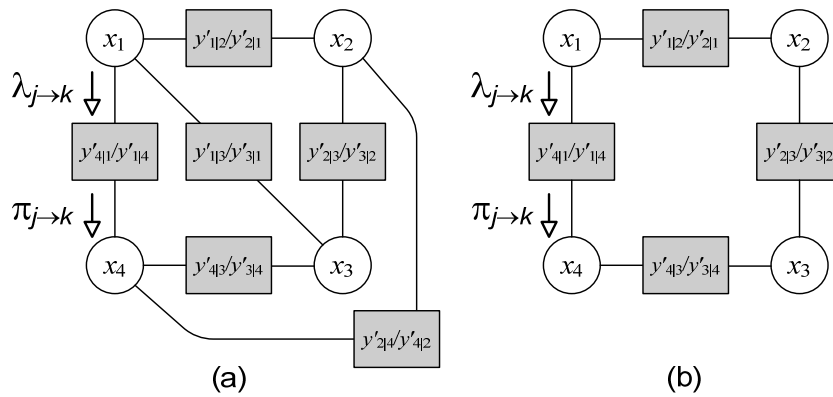 x₁ y′₁|₂/y′₂|₁ x₂ x₁ y′₁|₂/y′₂|₁ x₂
λⱼ→ₖ λⱼ→ₖ
y′₄|₁/y′₁|₄ y′₁|₃/y′₃|₁ y′₂|₃/y′₃|₂ y′₄|₁/y′₁|₄ y′₂|₃/y′₃|₂
πⱼ→ₖ πⱼ→ₖ
x₄ y′₄|₃/y′₃|₄ x₃ x₄ y′₄|₃/y′₃|₄ x₃
y′₂|₄/y′₄|₂
(a) (b)